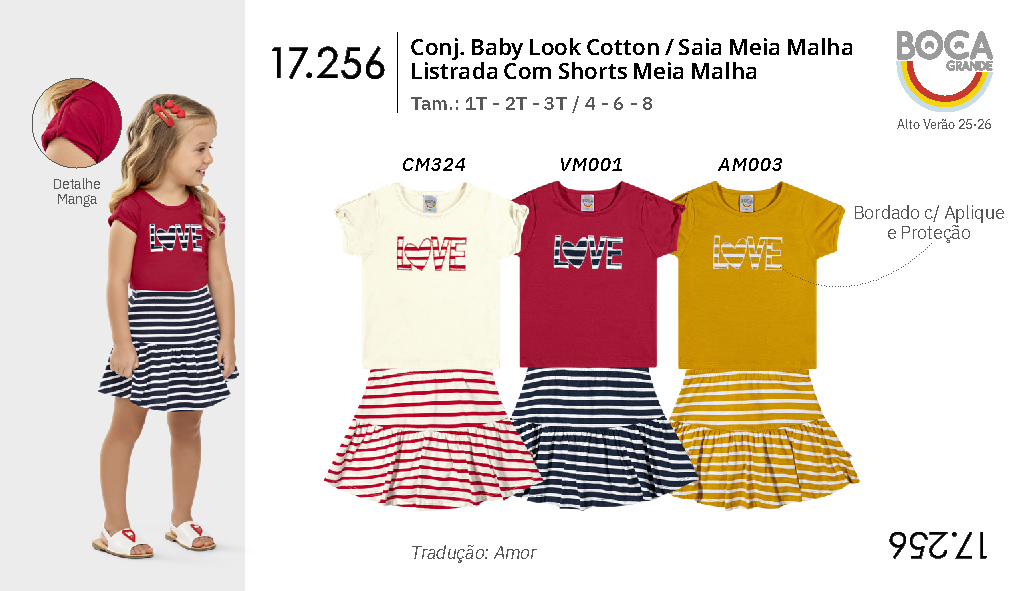 17.256
Conj. Baby Look Cotton / Saia Meia Malha
Listrada Com Shorts Meia Malha
Tam.: 1T - 2T - 3T / 4 - 6 - 8
BOCA
GRANDE
Alto Verão 25-26
Detalhe
Manga
CM324
VM001
AM003
LOVE
LOVE
LOVE
LOVE
Bordado c/ Aplique
e Proteção
Tradução: Amor
17.256